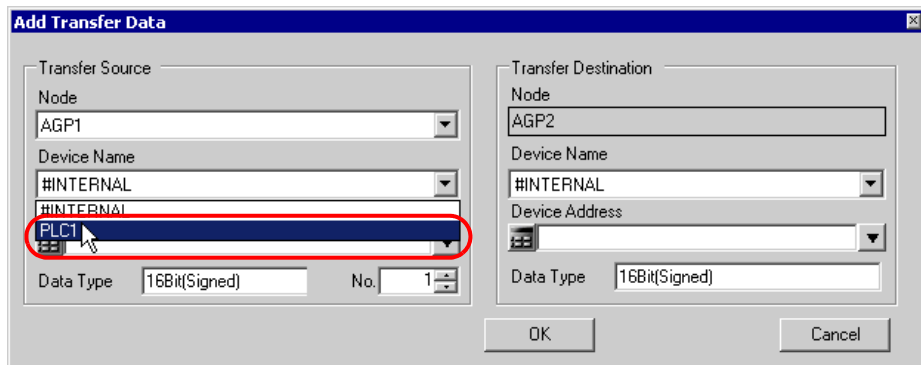 Add Transfer Data
Transfer Source
Node
AGP1
Device Name
#INTERNAL
#INTERNAL
PLC1
Data Type 16Bit(Signed) No. 1
Transfer Destination
Node
AGP2
Device Name
#INTERNAL
Device Address
Data Type 16Bit(Signed)
OK Cancel